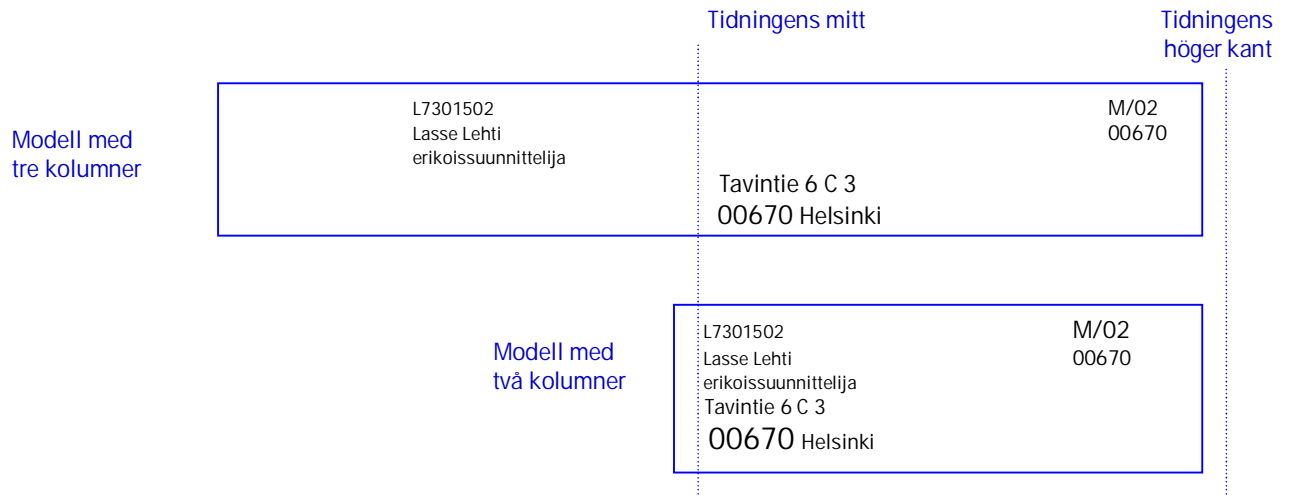 Tidningens mitt
Tidningens
höger kant
Modell med
tre kolumner
L7301502
Lasse Lehti
erikoissuunnittelija
Tavintie 6 C 3
00670 Helsinki
M/02
00670
Modell med
två kolumner
L7301502
Lasse Lehti
erikoissuunnittelija
Tavintie 6 C 3
00670 Helsinki
M/02
00670